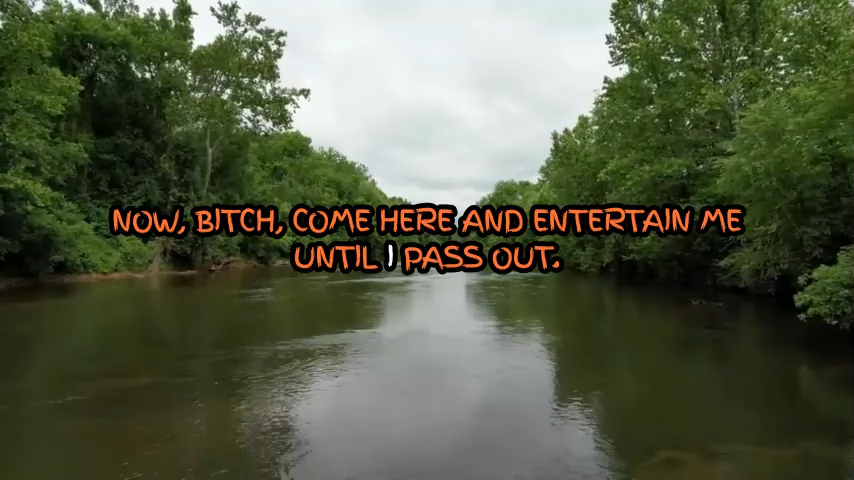 NOW, BITCH, COME HERE AND ENTERTAIN ME
UNTIL I PASS OUT.